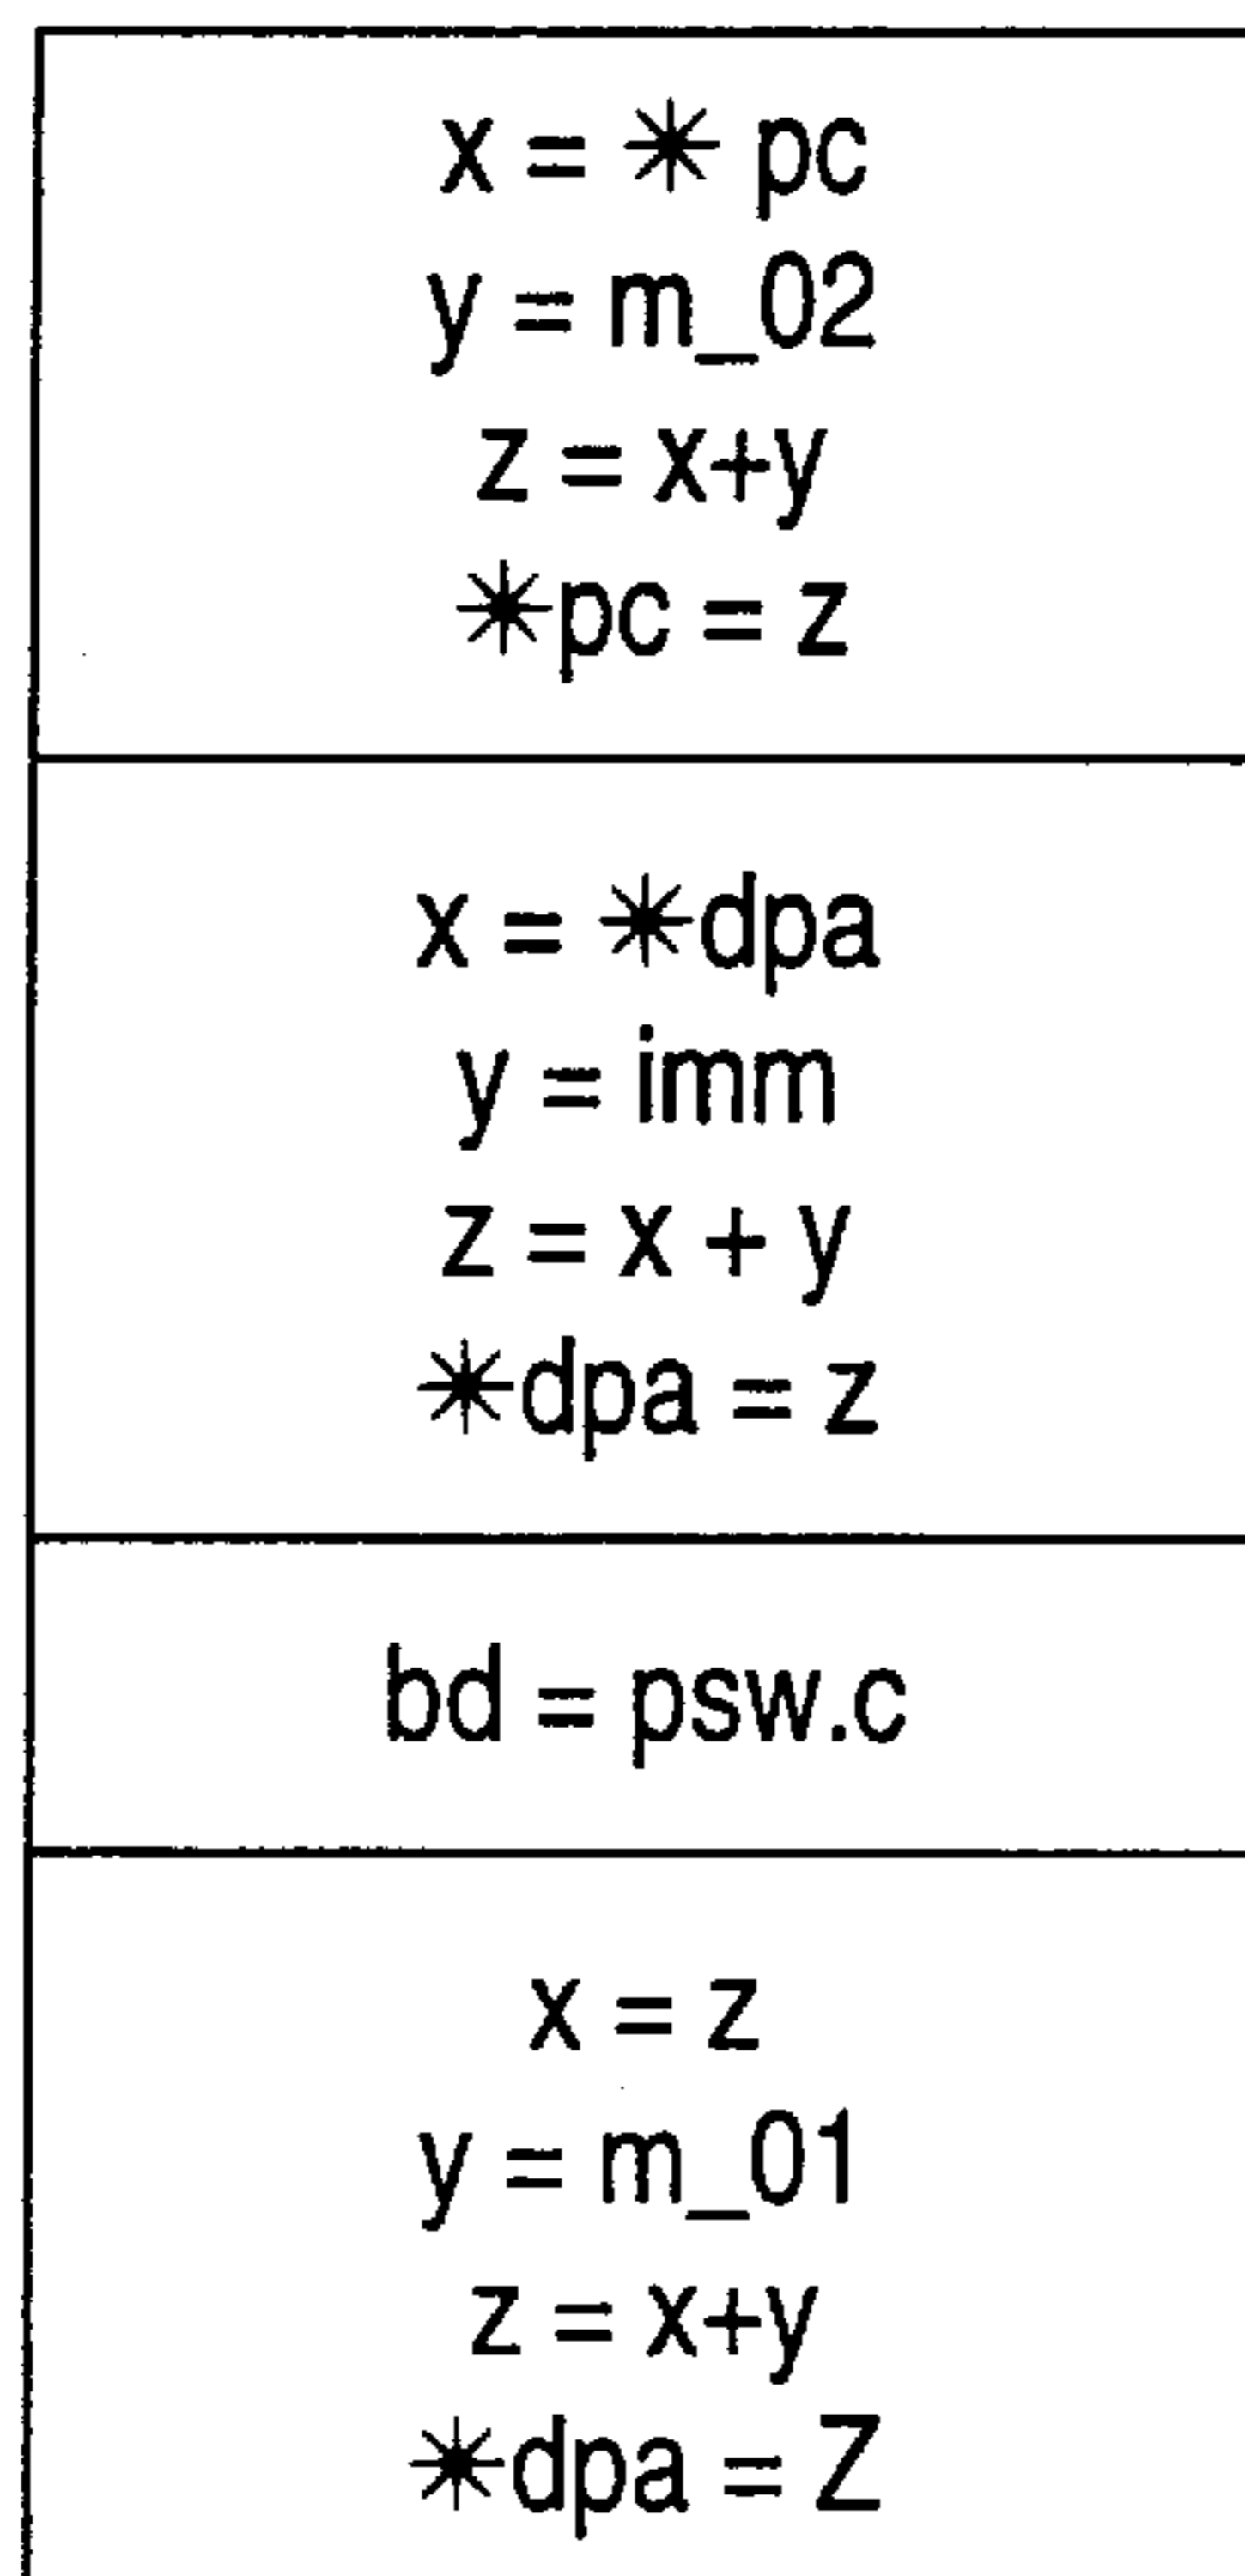 x = * pc
y = m_02
z = x+y
*pc = z
x = *dpa
y = imm
z = x + y
*dpa = z
bd = psw.c
x = z
y = m_01
z = x+y
*dpa = Z